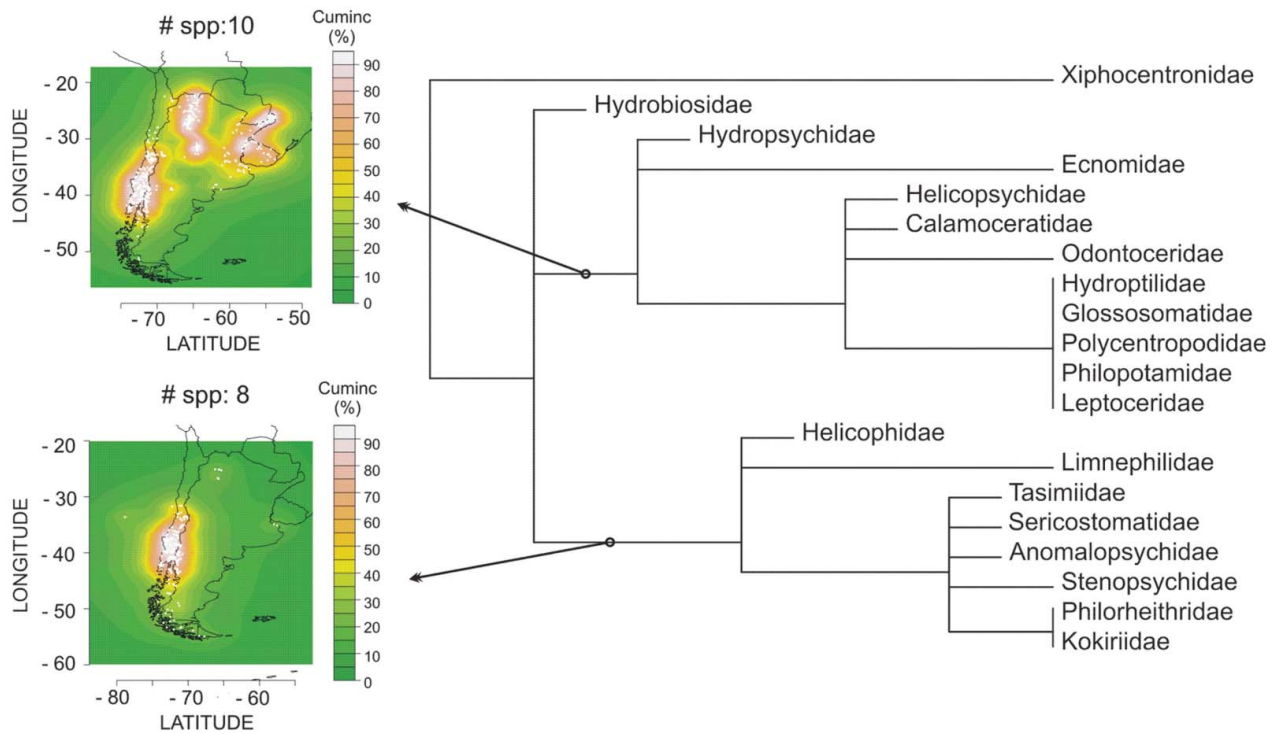 # spp:10
Cuminc
(%)
- 20
- 30
- 40
- 50
LONGITUDE
90
80
70
60
50
40
30
20
10
0
- 70
- 60
- 50
LATITUDE
# spp: 8
Cuminc
(%)
- 20
- 30
- 40
- 50
- 60
LONGITUDE
90
80
70
60
50
40
30
20
10
0
- 80
- 70
- 60
LATITUDE
Xiphocentronidae
Hydrobiosidae
Hydropsychidae
Ecnomidae
Helicopsychidae
Calamoceratidae
Odontoceridae
Hydroptilidae
Glossosomatidae
Polycentropodidae
Philopotamidae
Leptoceridae
Helicophidae
Limnephilidae
Tasimiidae
Sericostomatidae
Anomalopsychidae
Stenopsychidae
Philorheithridae
Kokiriidae